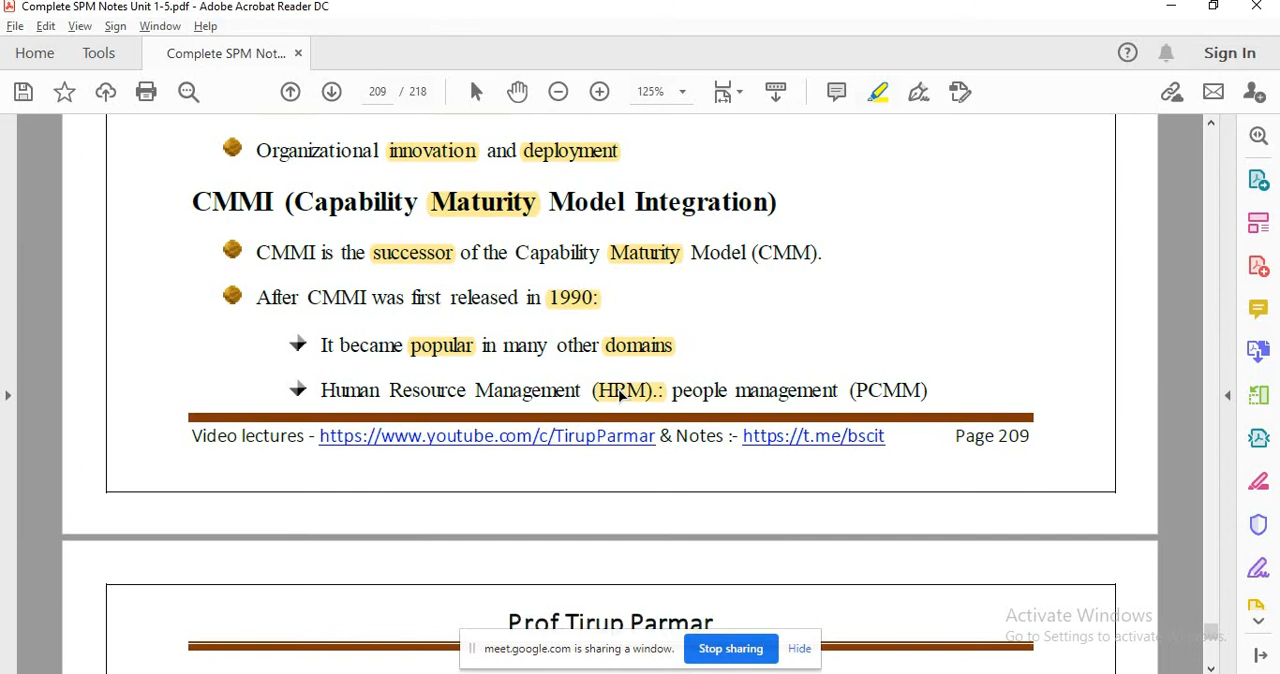 Complete SPM Notes Unit 1-5.pdf - Adobe Acrobat Reader DC
File Edit View Sign Window Help
Home Tools Complete SPM Not... × Sign In
209 / 218 125%
Organizational innovation and deployment
CMMI (Capability Maturity Model Integration)
CMMI is the successor of the Capability Maturity Model (CMM).
After CMMI was first released in 1990:
It became popular in many other domains
Human Resource Management (HRM).: people management (PCMM)
Video lectures - https://www.youtube.com/c/TirupParmar & Notes :- https://t.me/bscit Page 209
Prof Tirup Parmar
Activate Windows
Go to Settings to activate Windows.
meet.google.com is sharing a window. Stop sharing Hide